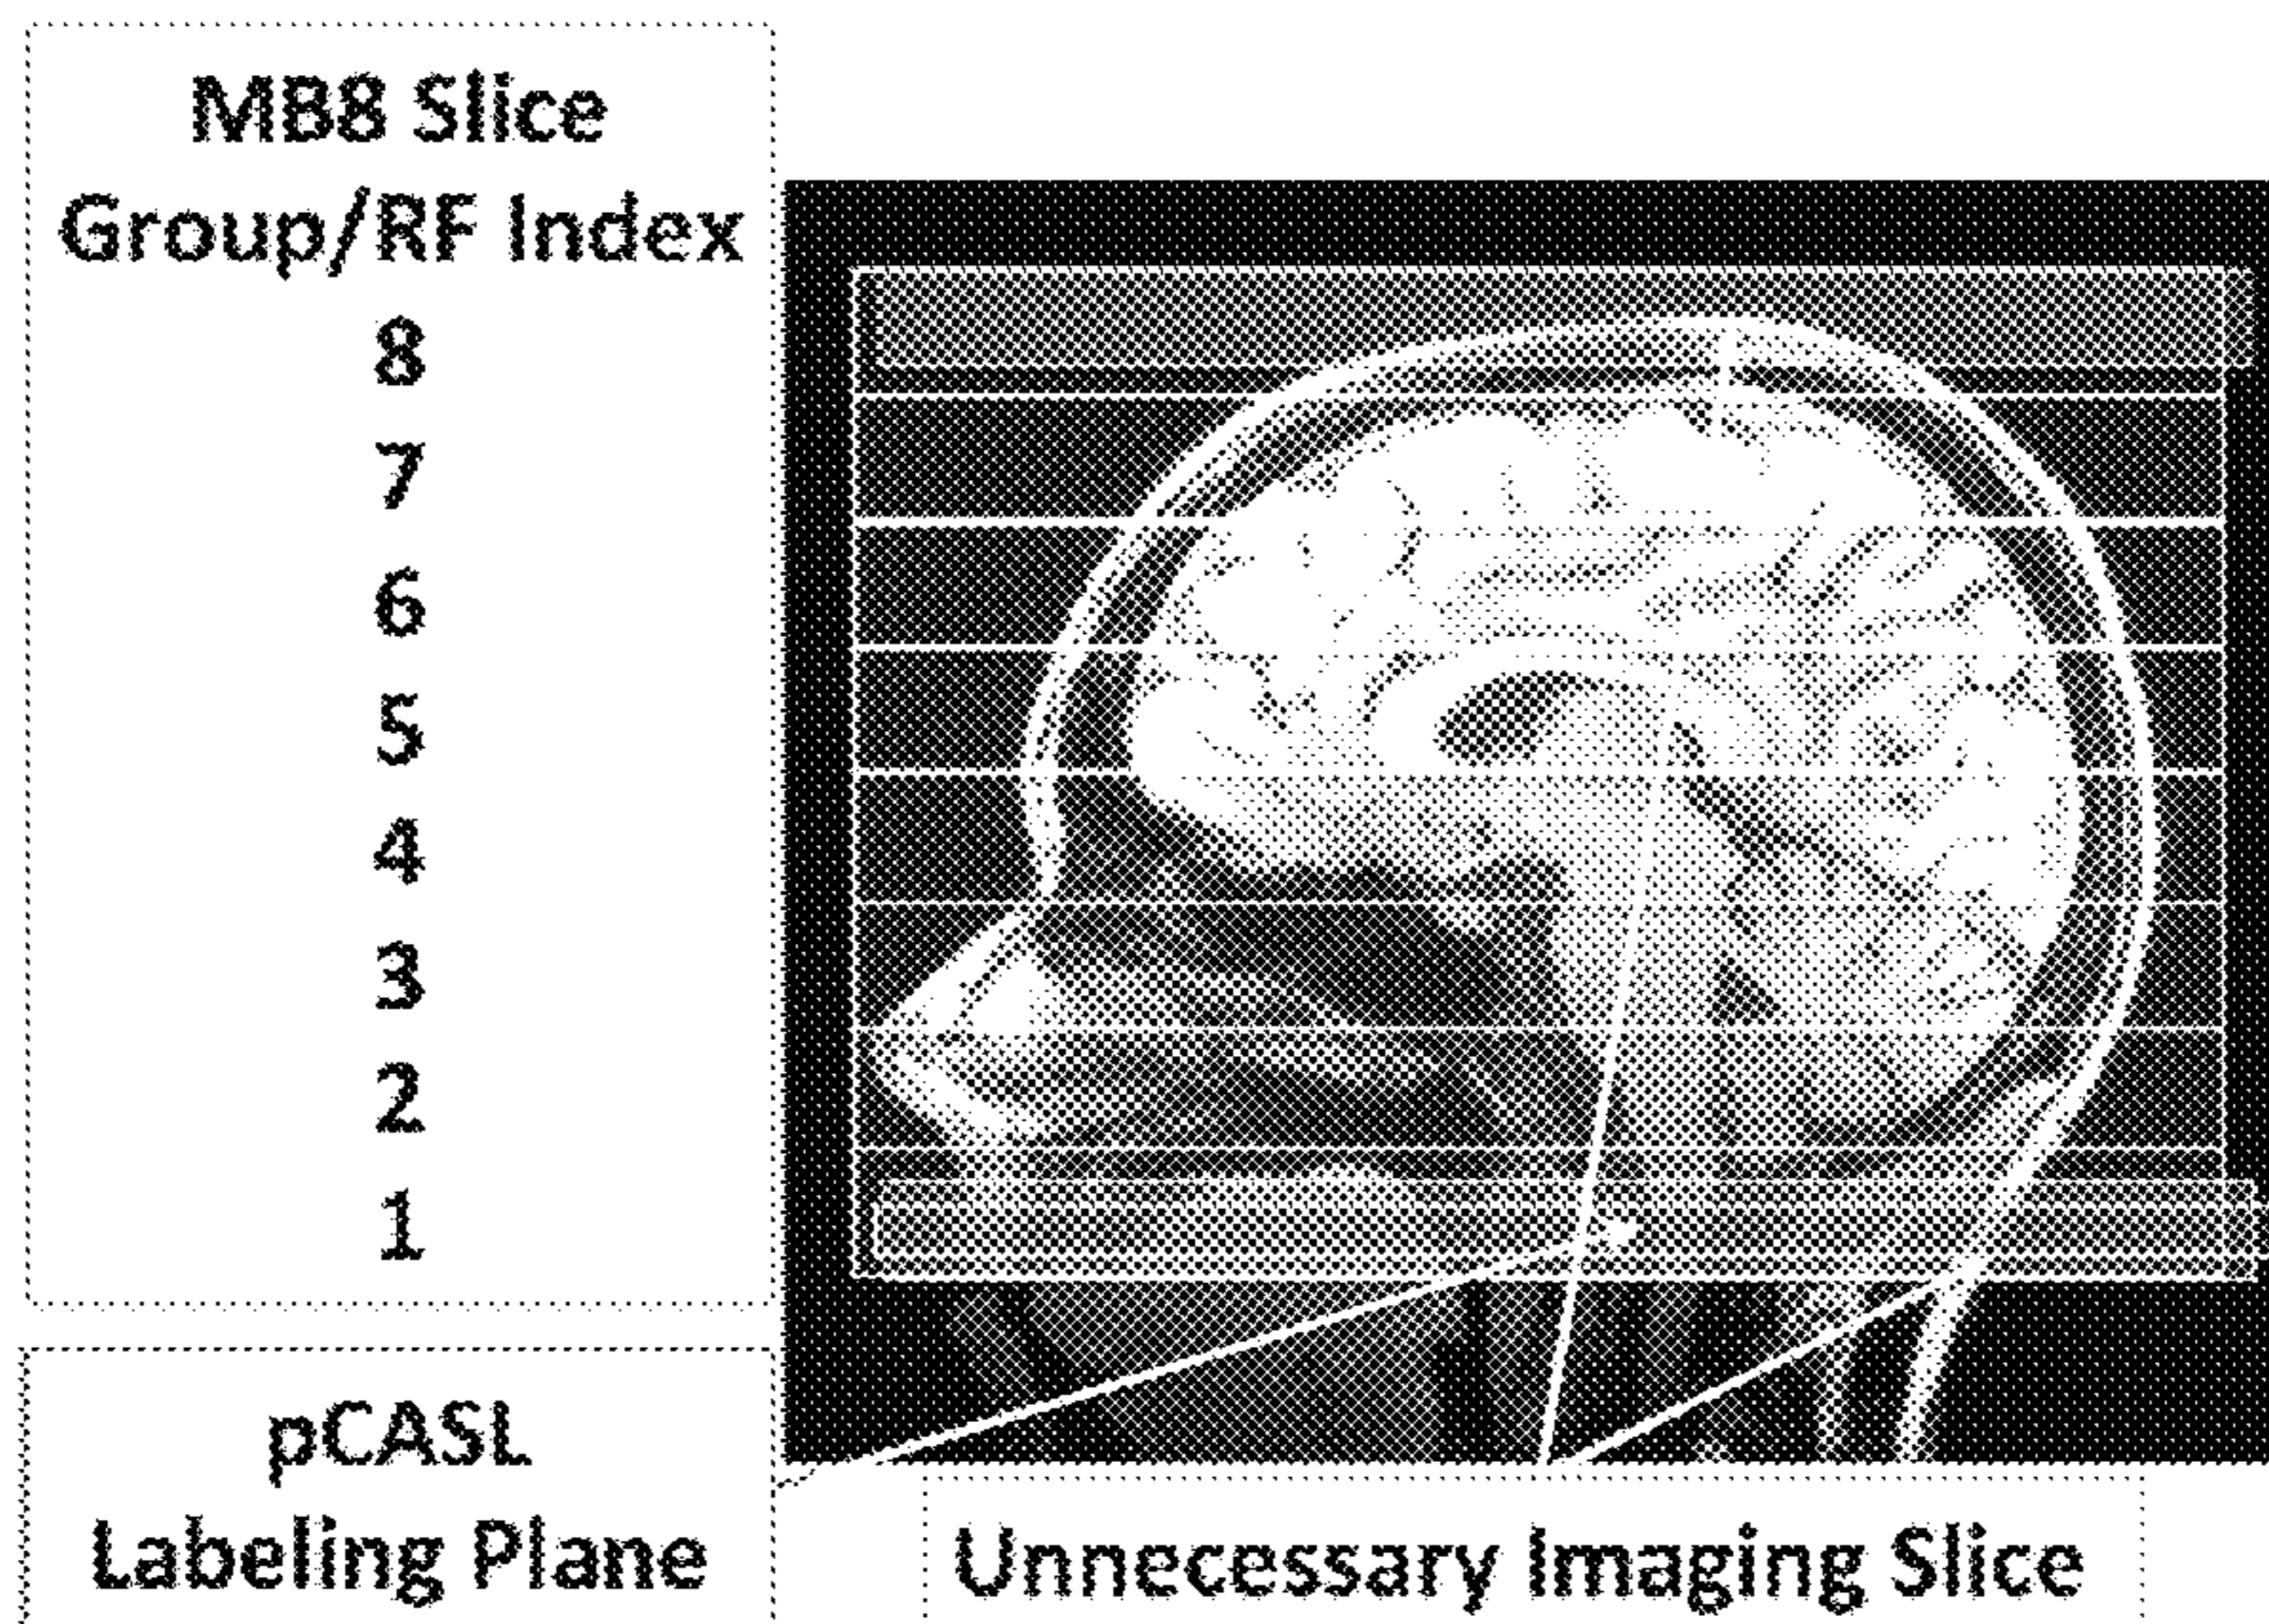 MB8 Slice
Group/RF Index
8
7
6
5
4
3
2
1
pCASL
Labeling Plane
Unnecessary Imaging Slice